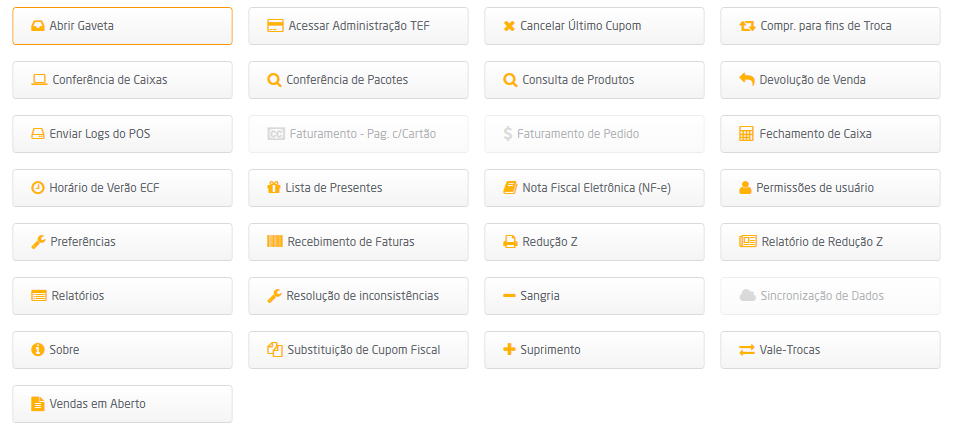 Abrir Gaveta
Acessar Administração TEF
Cancelar Último Cupom
Compr. para fins de Troca
Conferência de Caixas
Conferência de Pacotes
Consulta de Produtos
Devolução de Venda
Enviar Logs do POS
CC Faturamento - Pag. c/Cartão
$ Faturamento de Pedido
Fechamento de Caixa
Horário de Verão ECF
Lista de Presentes
Nota Fiscal Eletrônica (NF-e)
Permissões de usuário
Preferências
Recebimento de Faturas
Redução Z
Relatório de Redução Z
Relatórios
Resolução de inconsistências
Sangria
Sincronização de Dados
Sobre
Substituição de Cupom Fiscal
Suprimento
Vale-Trocas
Vendas em Aberto